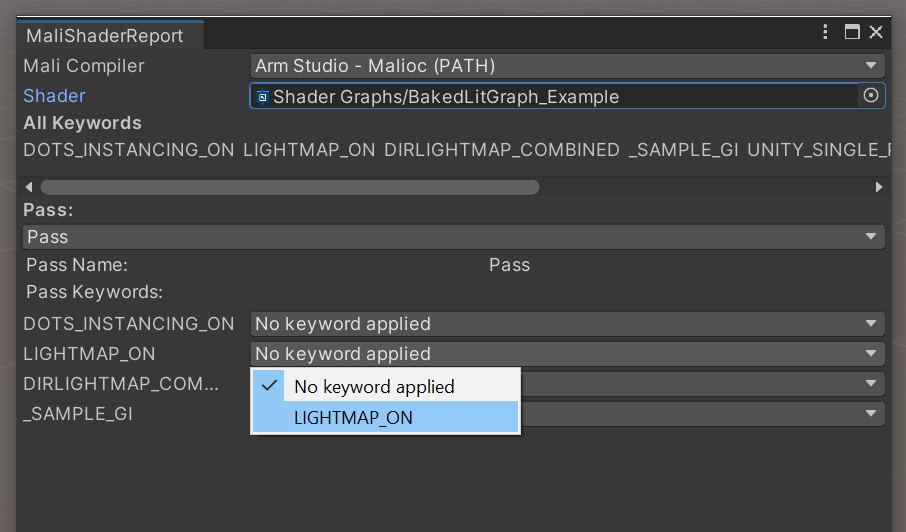 MaliShaderReport
Mali Compiler Arm Studio - Malioc (PATH)
Shader Shader Graphs/BakedLitGraph_Example
All Keywords
DOTS_INSTANCING_ON LIGHTMAP_ON DIRLIGHTMAP_COMBINED _SAMPLE_GI UNITY_SINGLE_
Pass:
Pass
Pass Name: Pass
Pass Keywords:
DOTS_INSTANCING_ON No keyword applied
LIGHTMAP_ON No keyword applied
No keyword applied
DIRLIGHTMAP_COM...
LIGHTMAP_ON
_SAMPLE_GI